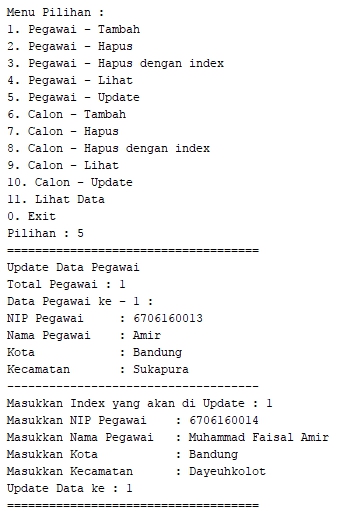 Menu Pilihan :
1. Pegawai - Tambah
2. Pegawai - Hapus
3. Pegawai - Hapus dengan index
4. Pegawai - Lihat
5. Pegawai - Update
6. Calon - Tambah
7. Calon - Hapus
8. Calon - Hapus dengan index
9. Calon - Lihat
10. Calon - Update
11. Lihat Data
0. Exit
Pilihan : 5
====================================
Update Data Pegawai
Total Pegawai : 1
Data Pegawai ke - 1 :
NIP Pegawai     : 6706160013
Nama Pegawai    : Amir
Kota            : Bandung
Kecamatan       : Sukapura
------------------------------------
Masukkan Index yang akan di Update : 1
Masukkan NIP Pegawai    : 6706160014
Masukkan Nama Pegawai   : Muhammad Faisal Amir
Masukkan Kota           : Bandung
Masukkan Kecamatan      : Dayeuhkolot
Update Data ke : 1
====================================